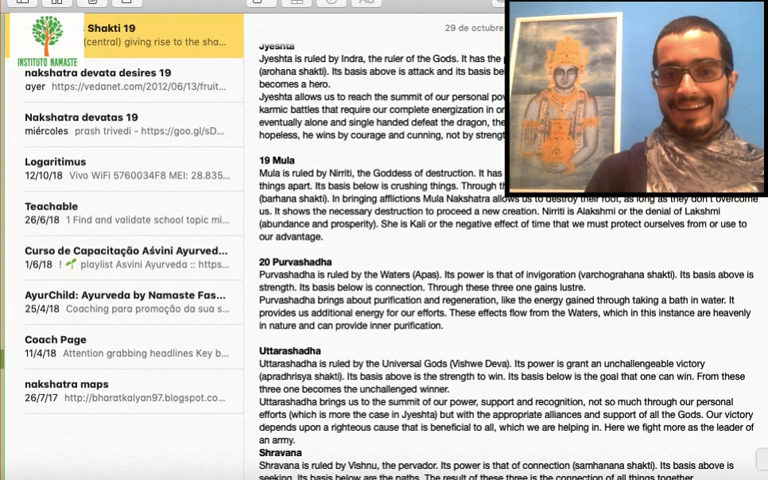 Aa
Shakti 19
(central) giving rise to the sha...
INSTITUTO NAMASTE
nakshatra devata desires 19
ayer https://vedanet.com/2012/06/13/fruit...
Nakshatra devatas 19
miércoles prash trivedi - https://goo.gl/sD...
Logaritimus
12/10/18 Vivo WiFi 5760034F8 MEI: 28.835...
Teachable
26/6/18 1 Find and validate school topic mi...
Curso de Capacitação Aśvini Ayurved...
1/6/18 ! 🌱 playlist Asvini Ayurveda :: https...
AyurChild: Ayurveda by Namaste Fas...
25/4/18 Coaching para promoção da sua s...
Coach Page
11/4/18 Attention grabbing headlines Key b...
nakshatra maps
26/7/17 http://bharatkalyan97.blogspot.co...
29 de octubre
Jyeshta
Jyeshta is ruled by Indra, the ruler of the Gods. It has the
(arohana shakti). Its basis above is attack and its basis be
becomes a hero.
Jyeshta allows us to reach the summit of our personal pow
karmic battles that require our complete energization in or
eventually alone and single handed defeat the dragon, the
hopeless, he wins by courage and cunning, not by strengt
19 Mula
Mula is ruled by Nirriti, the Goddess of destruction. It has
things apart. Its basis below is crushing things. Through th
(barhana shakti). In bringing afflictions Mula Nakshatra allows us to destroy their root, as long as they don't overcome
us. It shows the necessary destruction to proceed a new creation. Nirriti is Alakshmi or the denial of Lakshmi
(abundance and prosperity). She is Kali or the negative effect of time that we must protect ourselves from or use to
our advantage.
20 Purvashadha
Purvashadha is ruled by the Waters (Apas). Its power is that of invigoration (varchograhana shakti). Its basis above is
strength. Its basis below is connection. Through these three one gains lustre.
Purvashadha brings about purification and regeneration, like the energy gained through taking a bath in water. It
provides us additional energy for our efforts. These effects flow from the Waters, which in this instance are heavenly
in nature and can provide inner purification.
Uttarashadha
Uttarashadha is ruled by the Universal Gods (Vishwe Deva). Its power is grant an unchallengeable victory
(apradhrisya shakti). Its basis above is the strength to win. Its basis below is the goal that one can win. From these
three one becomes the unchallenged winner.
Uttarashadha brings us to the summit of our power, support and recognition, not so much through our personal
efforts (which is more the case in Jyeshta) but with the appropriate alliances and support of all the Gods. Our victory
depends upon a righteous cause that is beneficial to all, which we are helping in. Here we fight more as the leader of
an army.
Shravana
Shravana is ruled by Vishnu, the pervader. Its power is that of connection (samhanana shakti). Its basis above is
seeking. Its basis below are the paths. The result of these three is the connection of all things together.